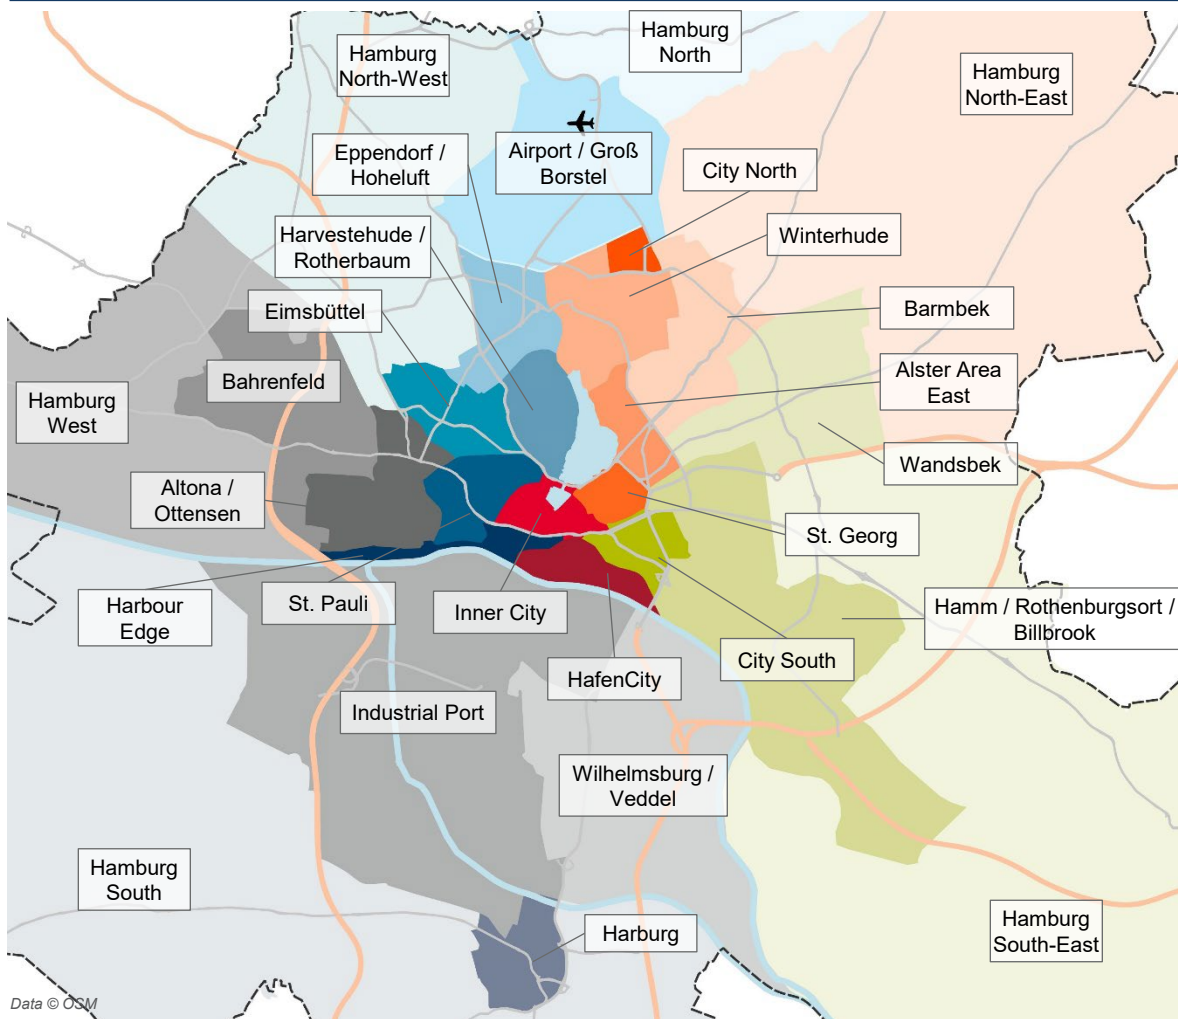 Hamburg
North
Hamburg
North-West
Hamburg
North-East
Eppendorf /
Hoheluft
Airport / Groß
Borstel
City North
Harvestehude /
Rotherbaum
Winterhude
Eimsbüttel
Barmbek
Bahrenfeld
Alster Area
East
Hamburg
West
Wandsbek
Altona /
Ottensen
St. Georg
Harbour
Edge
St. Pauli
Inner City
Hamm / Rothenburgsort /
Billbrook
City South
HafenCity
Industrial Port
Wilhelmsburg /
Veddel
Hamburg
South
Harburg
Hamburg
South-East
Data © OSM